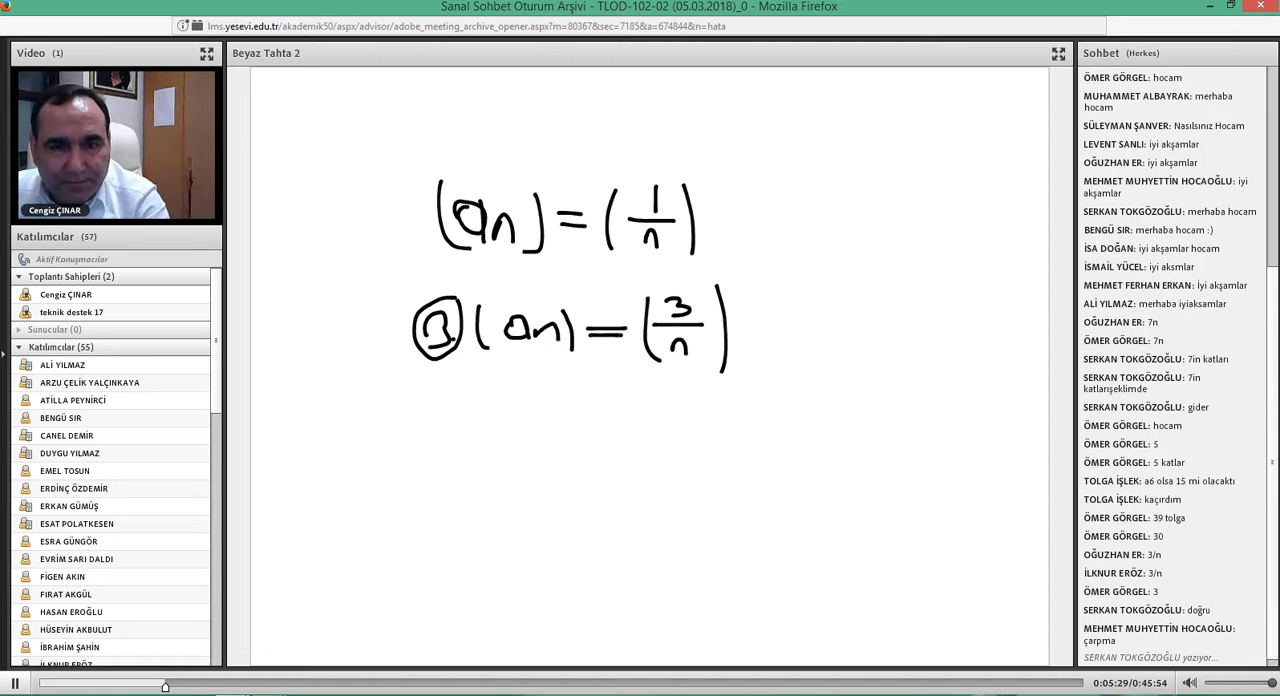 Sanal Sohbet Oturum Arşivi - TLOD-102-02 (05.03.2018)_0 - Mozilla Firefox
lms.yesevi.edu.tr/akademik50/aspx/advisor/adobe_meeting_archive_opener.aspx?m=80367&sec=7185&a=674844&n=hata
Video (1)
Cengiz ÇINAR
Katılımcılar (57)
Aktif Konuşmacılar
Toplantı Sahipleri (2)
Cengiz ÇINAR
teknik destek 17
Sunucular (0)
Katılımcılar (55)
ALİ YILMAZ
ARZU ÇELİK YALÇINKAYA
ATİLLA PEYNİRCİ
BENGÜ SIR
CANEL DEMİR
DUYGU YILMAZ
EMEL TOSUN
ERDİNÇ ÖZDEMİR
ERKAN GÜMÜŞ
ESAT POLATKESEN
ESRA GÜNGÖR
EVRİM SARI DALDI
FİGEN AKIN
FIRAT AKGÜL
HASAN EROĞLU
HÜSEYİN AKBULUT
İBRAHİM ŞAHİN
İLKNUR ERÖZ
Beyaz Tahta 2
(an) = (1/n)
3 (an) = (3/n)
Sohbet (Herkes)
ÖMER GÖRGEL: hocam
MUHAMMET ALBAYRAK: merhaba
hocam
SÜLEYMAN ŞANVER: Nasılsınız Hocam
LEVENT SANLI: iyi akşamlar
OĞUZHAN ER: iyi akşamlar
MEHMET MUHYETTİN HOCAOĞLU: iyi
akşamlar
SERKAN TOKGÖZOĞLU: merhaba hocam
BENGÜ SIR: merhaba hocam :)
İSA DOĞAN: iyi akşamlar hocam
İSMAİL YÜCEL: iyi aksmlar
MEHMET FERHAN ERKAN: İyi akşamlar
ALİ YILMAZ: merhaba iyiaksamlar
OĞUZHAN ER: 7n
ÖMER GÖRGEL: 7n
SERKAN TOKGÖZOĞLU: 7in katları
SERKAN TOKGÖZOĞLU: 7in
katlarışeklimde
SERKAN TOKGÖZOĞLU: gider
ÖMER GÖRGEL: hocam
ÖMER GÖRGEL: 5
ÖMER GÖRGEL: 5 katlar
TOLGA İŞLEK: a6 olsa 15 mi olacaktı
TOLGA İŞLEK: kaçırdım
ÖMER GÖRGEL: 39 tolga
ÖMER GÖRGEL: 30
OĞUZHAN ER: 3/n
İLKNUR ERÖZ: 3/n
ÖMER GÖRGEL: 3
SERKAN TOKGÖZOĞLU: doğru
MEHMET MUHYETTİN HOCAOĞLU:
çarpma
SERKAN TOKGÖZOĞLU yazıyor...
0:05:29/0:45:54